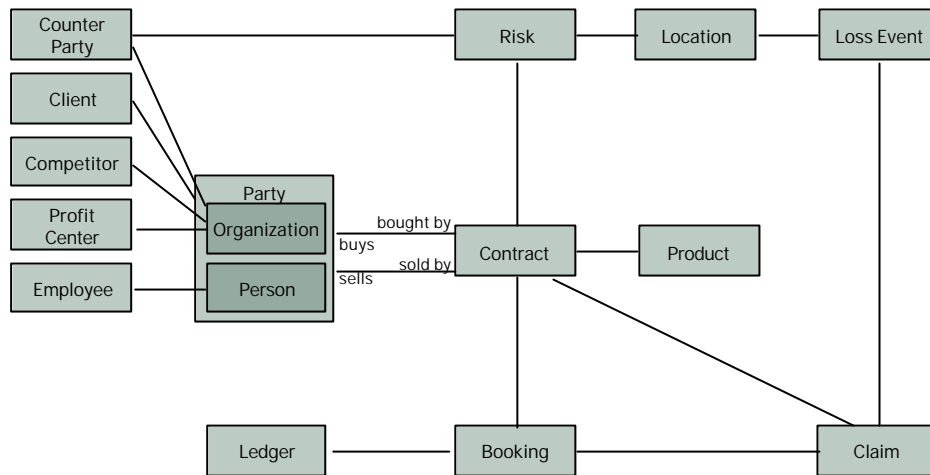 Counter
Party
Risk
Location
Loss Event
Client
Competitor
Party
Profit
Center
Organization
bought by
buys
Contract
Product
sold by
sells
Employee
Person
Ledger
Booking
Claim